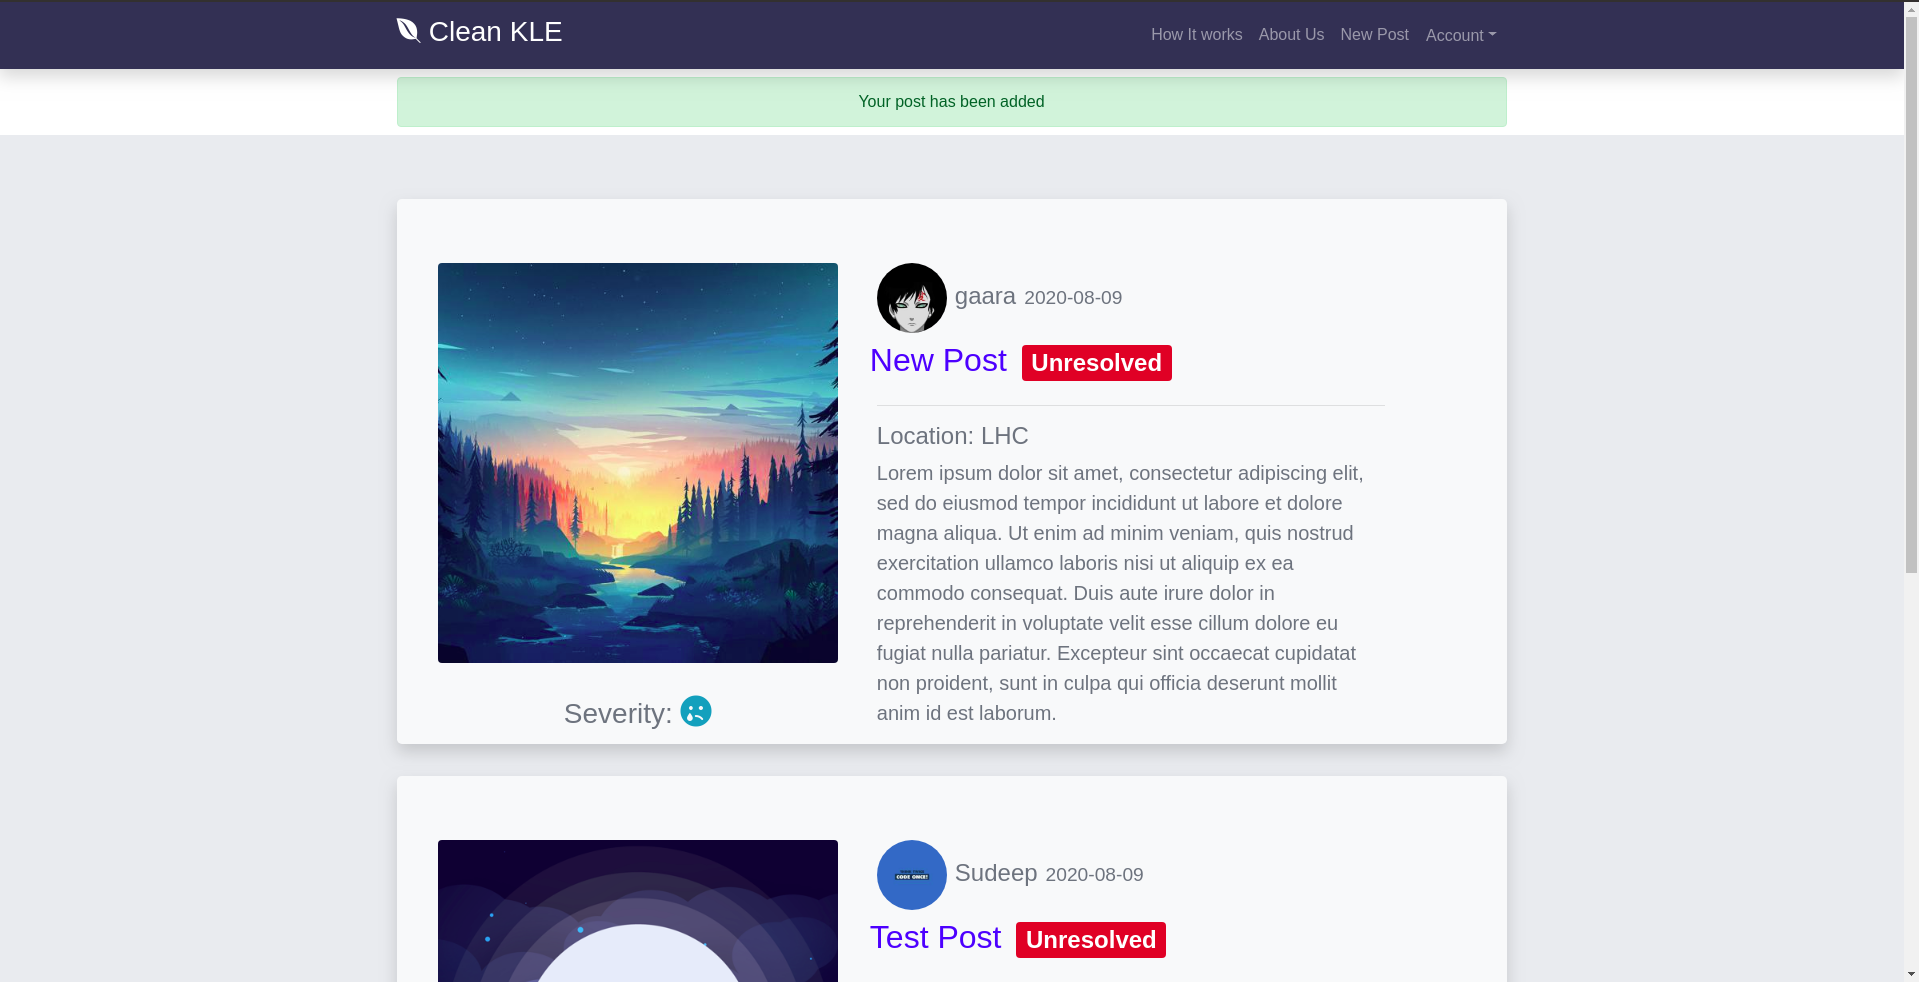 Clean KLE
How It works About Us New Post Account
Your post has been added
gaara 2020-08-09
New Post Unresolved
Location: LHC
Lorem ipsum dolor sit amet, consectetur adipiscing elit,
sed do eiusmod tempor incididunt ut labore et dolore
magna aliqua. Ut enim ad minim veniam, quis nostrud
exercitation ullamco laboris nisi ut aliquip ex ea
commodo consequat. Duis aute irure dolor in
reprehenderit in voluptate velit esse cillum dolore eu
fugiat nulla pariatur. Excepteur sint occaecat cupidatat
non proident, sunt in culpa qui officia deserunt mollit
anim id est laborum.
Severity:
Sudeep 2020-08-09
CODE ONCE!
Test Post Unresolved